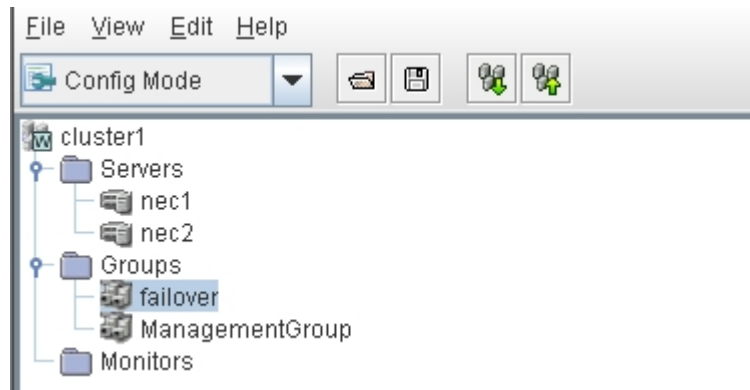 File View Edit Help
Config Mode
cluster1
Servers
nec1
nec2
Groups
failover
ManagementGroup
Monitors